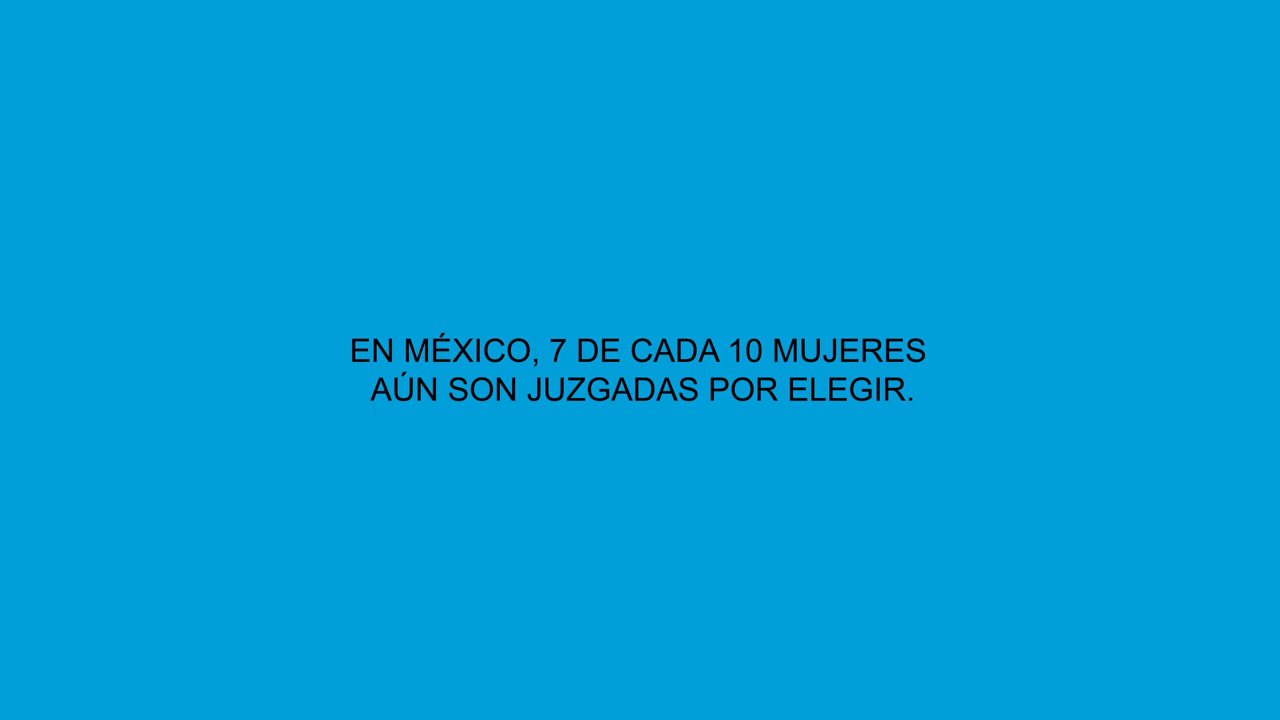 EN MÉXICO, 7 DE CADA 10 MUJERES
AÚN SON JUZGADAS POR ELEGIR.